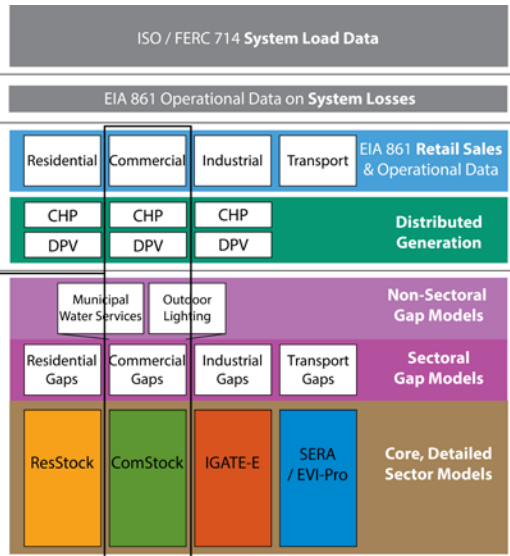 ISO / FERC 714 System Load Data
EIA 861 Operational Data on System Losses
Residential
Commercial
Industrial
Transport
EIA 861 Retail Sales
& Operational Data
CHP
CHP
CHP
DPV
DPV
DPV
Distributed
Generation
Municipal
Water Services
Outdoor
Lighting
Non-Sectoral
Gap Models
Residential
Gaps
Commercial
Gaps
Industrial
Gaps
Transport
Gaps
Sectoral
Gap Models
ResStock
ComStock
IGATE-E
SERA
/ EVI-Pro
Core, Detailed
Sector Models